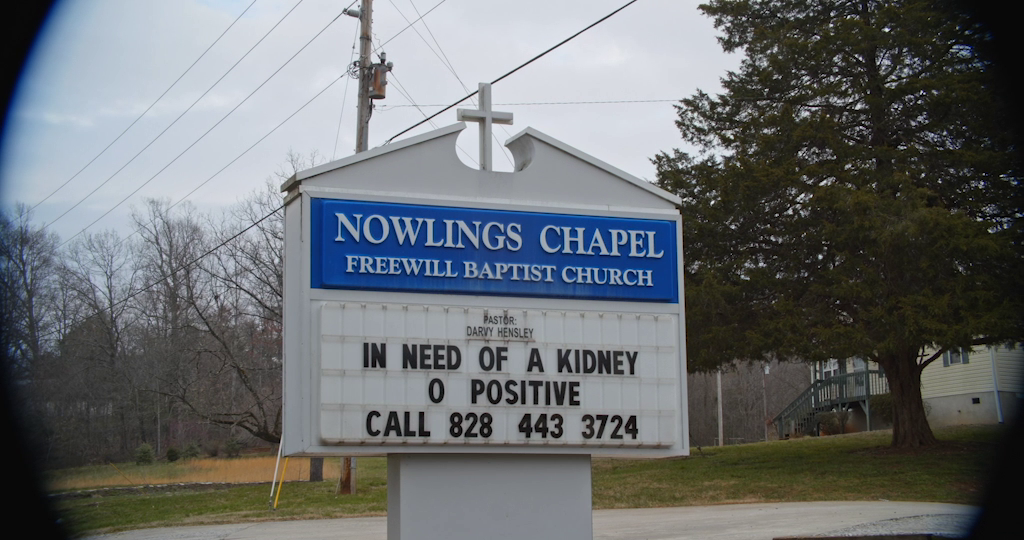 NOWLINGS CHAPEL
FREEWILL BAPTIST CHURCH
PASTOR:
DARVY HENSLEY
IN NEED OF A KIDNEY
O POSITIVE
CALL 828 443 3724